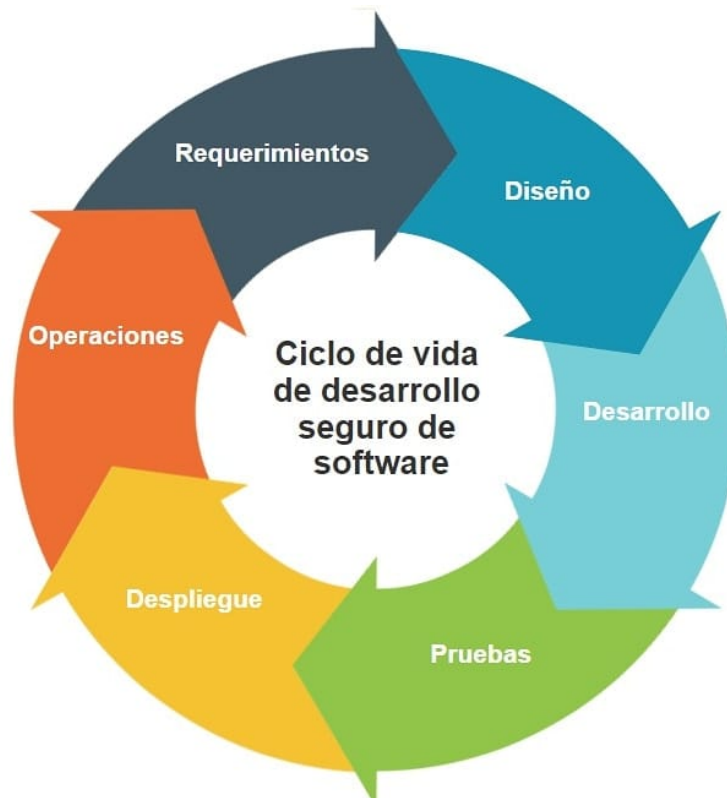 Requerimientos
Diseño
Desarrollo
Pruebas
Despliegue
Operaciones
Ciclo de vida
de desarrollo
seguro de
software